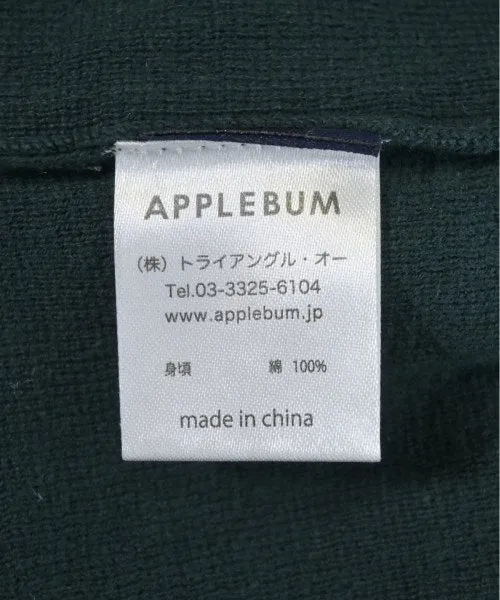 APPLEBUM
（株）トライアングル・オー
Tel.03-3325-6104
www.applebum.jp
身頃 綿 100%
made in china